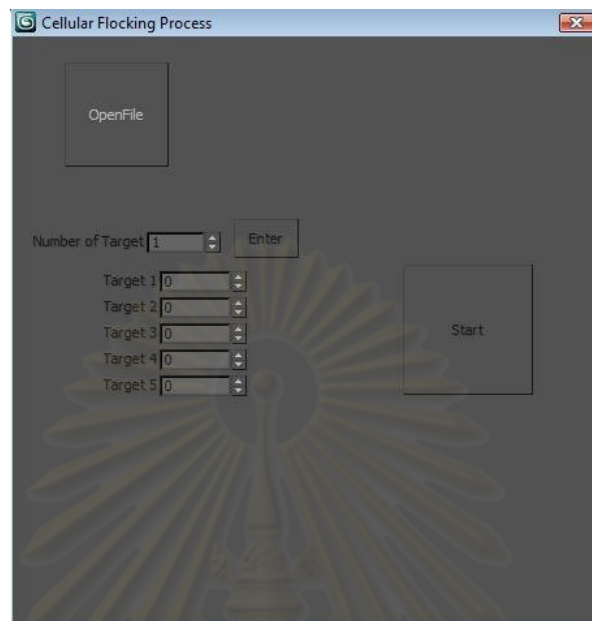 Cellular Flocking Process
OpenFile
Number of Target 1 Enter
Target 1 0
Target 2 0
Target 3 0
Target 4 0
Target 5 0
Start